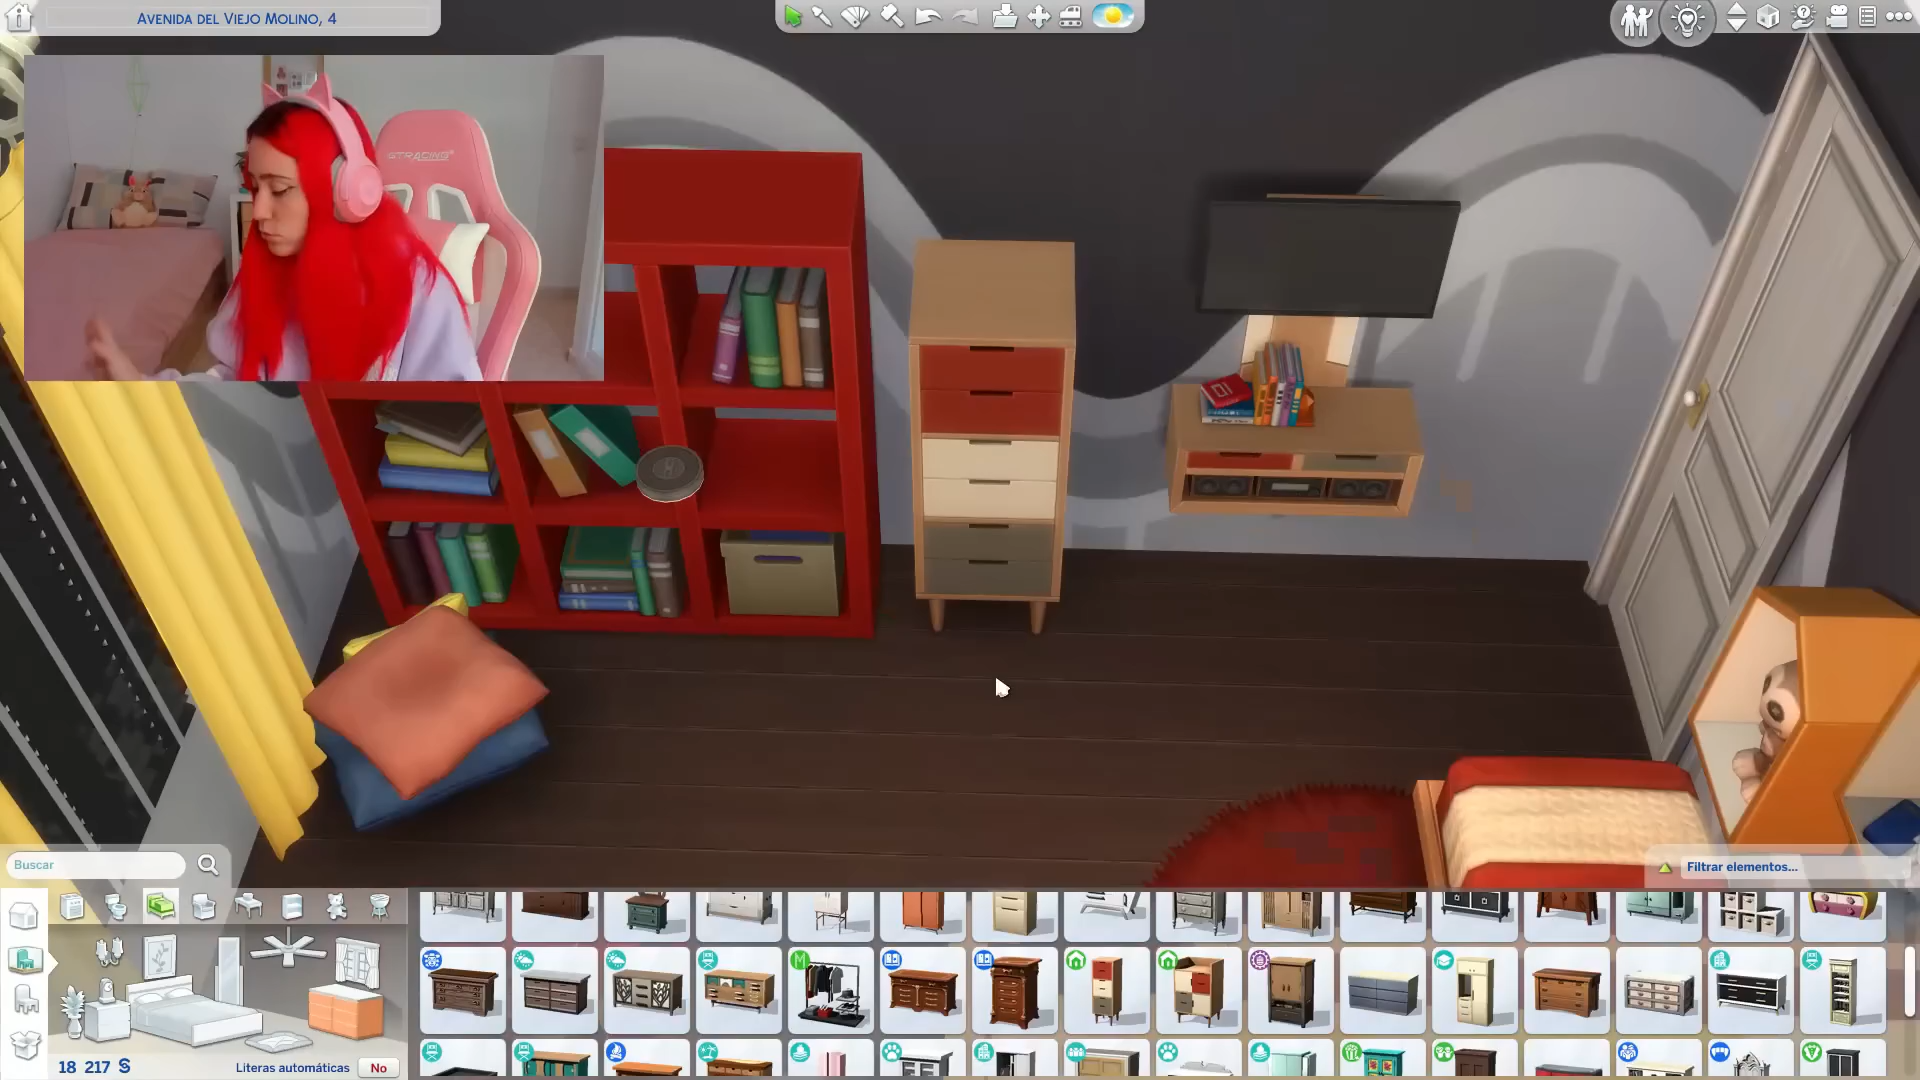 AVENIDA DEL VIEJO MOLINO, 4
GTRACING
Buscar
Filtrar elementos...
18 217 S
Literas automáticas
No